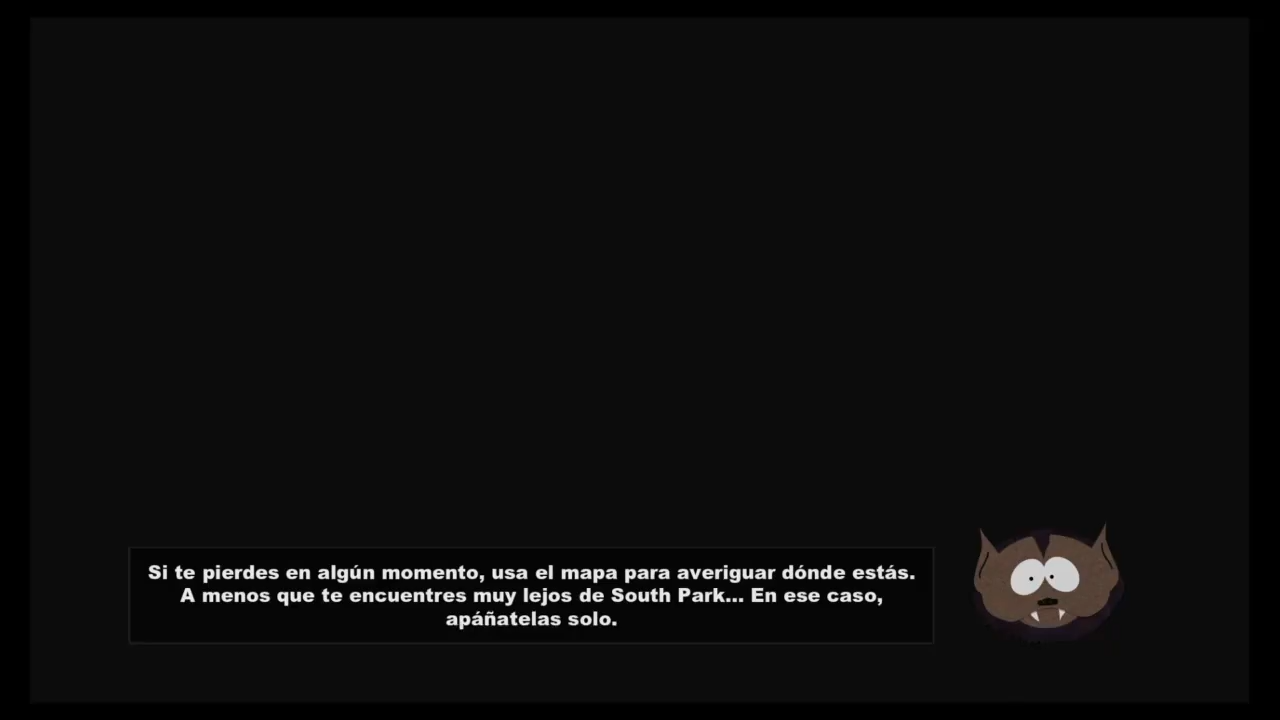 Si te pierdes en algún momento, usa el mapa para averiguar dónde estás.
A menos que te encuentres muy lejos de South Park... En ese caso,
apáñatelas solo.